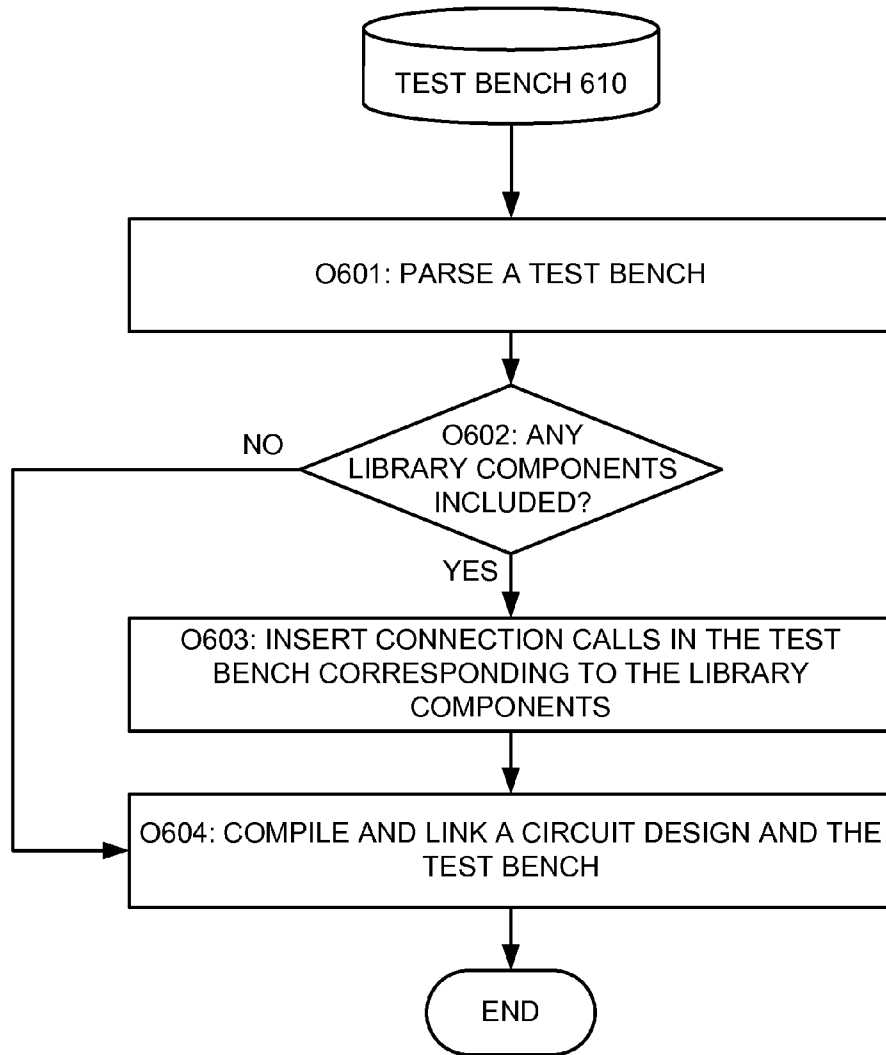 TEST BENCH 610
O601: PARSE A TEST BENCH
O602: ANY
LIBRARY COMPONENTS
INCLUDED?
NO
YES
O603: INSERT CONNECTION CALLS IN THE TEST
BENCH CORRESPONDING TO THE LIBRARY
COMPONENTS
O604: COMPILE AND LINK A CIRCUIT DESIGN AND THE
TEST BENCH
END